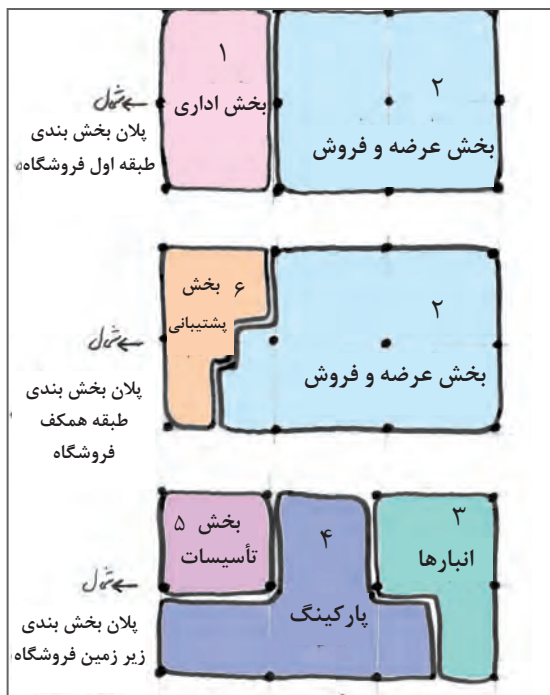 ۱
بخش اداری
۲
بخش عرضه و فروش
شمال
پلان بخش بندی
طبقه اول فروشگاه
۶ بخش
پشتیبانی
۲
بخش عرضه و فروش
شمال
پلان بخش بندی
طبقه همکف
فروشگاه
۵ بخش
تأسیسات
۴
پارکینگ
۳
انبارها
شمال
پلان بخش بندی
زیر زمین فروشگاه